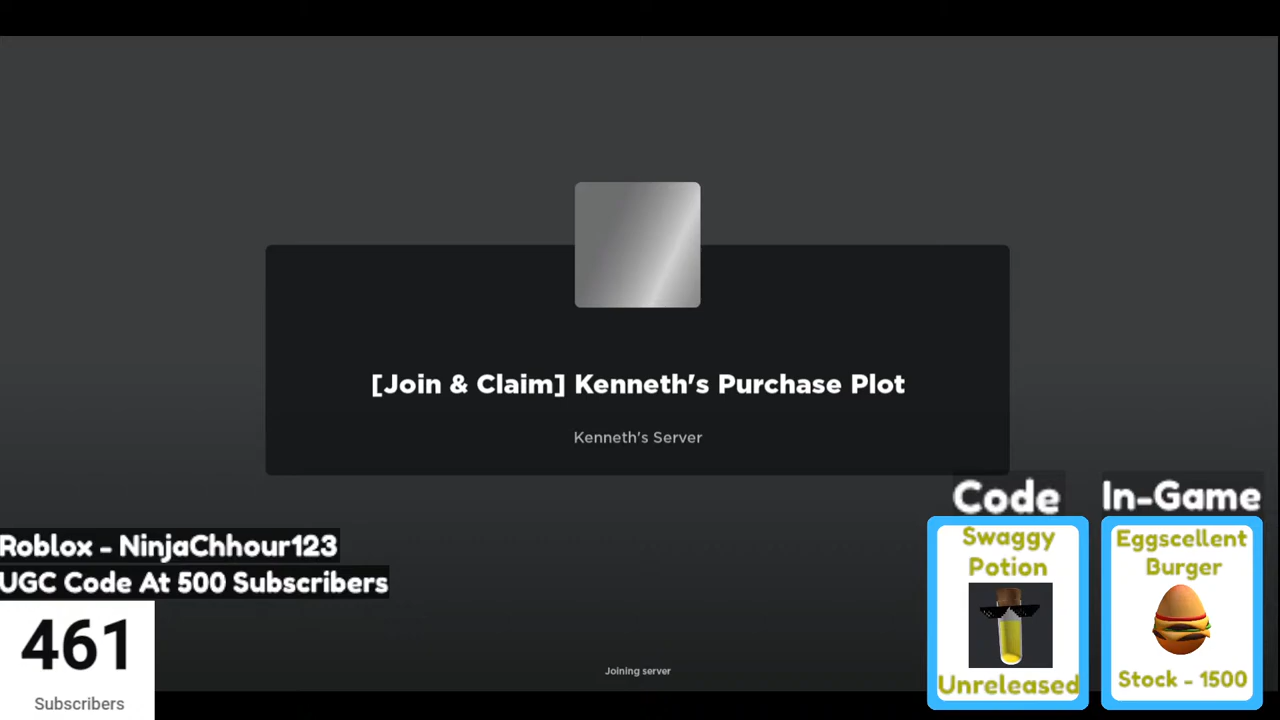 [Join & Claim] Kenneth's Purchase Plot
Kenneth's Server
Code
In-Game
Swaggy
Potion
Unreleased
Eggscellent
Burger
Stock - 1500
Roblox - NinjaChhour123
UGC Code At 500 Subscribers
461
Subscribers
Joining server